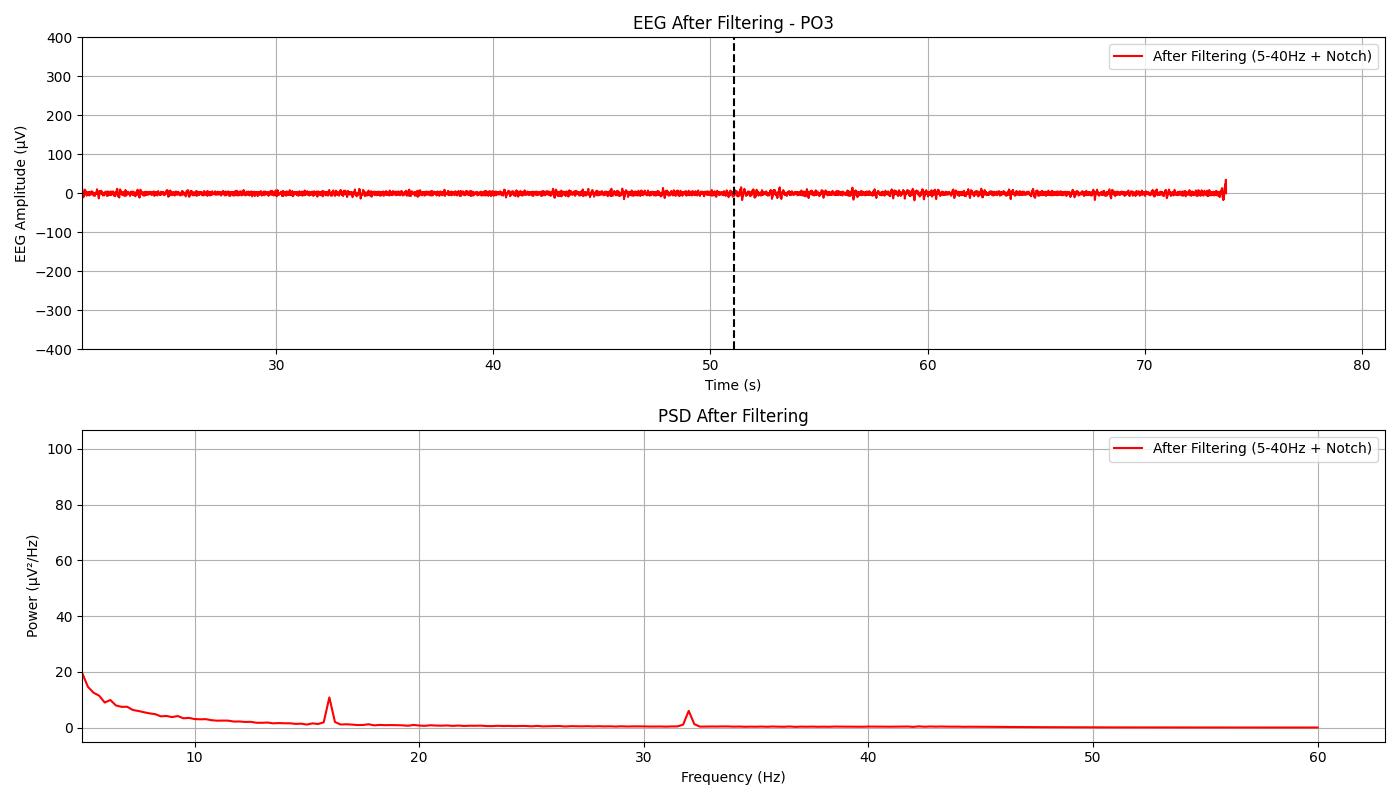 EEG After Filtering - PO3
After Filtering (5-40Hz + Notch)
EEG Amplitude (µV)
400
300
200
100
0
−100
−200
−300
−400
30 40 50 60 70 80
Time (s)
PSD After Filtering
After Filtering (5-40Hz + Notch)
Power (µV²/Hz)
100
80
60
40
20
0
10 20 30 40 50 60
Frequency (Hz)